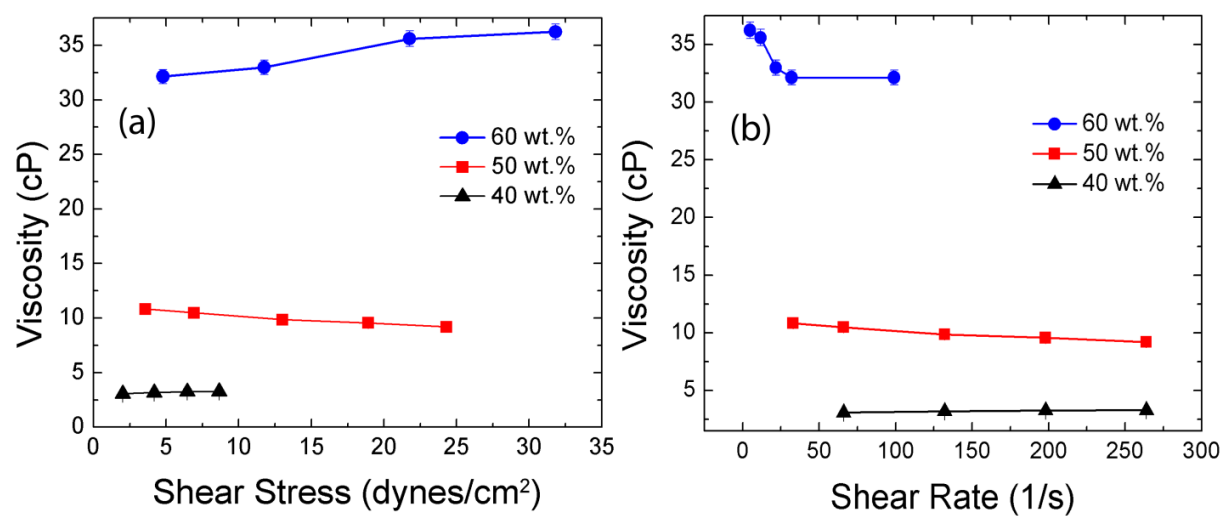 35
30
25
20
15
10
5
0
Viscosity (cP)
(a)
60 wt.%
50 wt.%
40 wt.%
0 5 10 15 20 25 30 35
Shear Stress (dynes/cm²)
35
30
25
20
15
10
5
Viscosity (cP)
(b)
60 wt.%
50 wt.%
40 wt.%
0 50 100 150 200 250 300
Shear Rate (1/s)